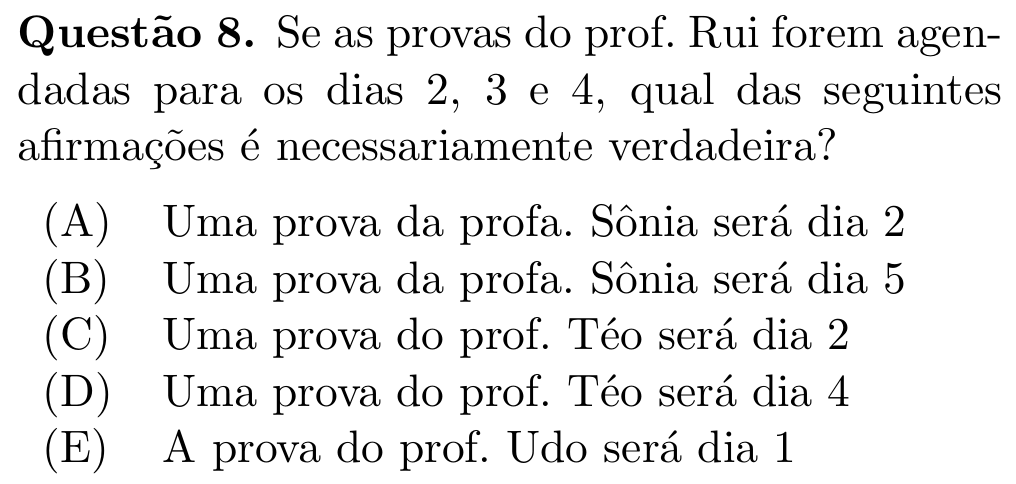 Questão 8. Se as provas do prof. Rui forem agen-
dadas para os dias 2, 3 e 4, qual das seguintes
afirmações é necessariamente verdadeira?
(A) Uma prova da profa. Sônia será dia 2
(B) Uma prova da profa. Sônia será dia 5
(C) Uma prova do prof. Téo será dia 2
(D) Uma prova do prof. Téo será dia 4
(E) A prova do prof. Udo será dia 1